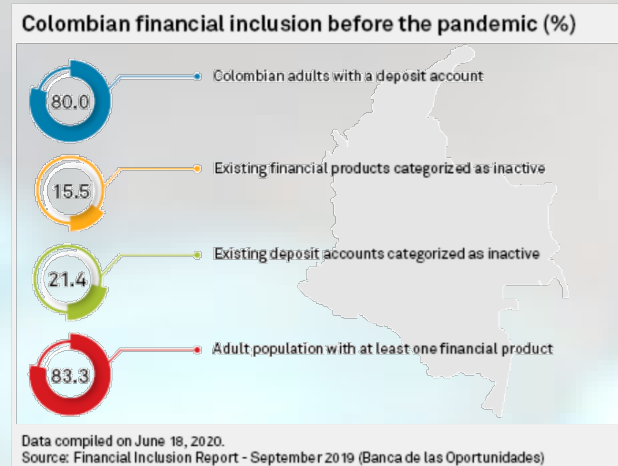 Colombian financial inclusion before the pandemic (%)
80.0
Colombian adults with a deposit account
15.5
Existing financial products categorized as inactive
21.4
Existing deposit accounts categorized as inactive
83.3
Adult population with at least one financial product
Data compiled on June 18, 2020.
Source: Financial Inclusion Report - September 2019 (Banca de las Oportunidades)